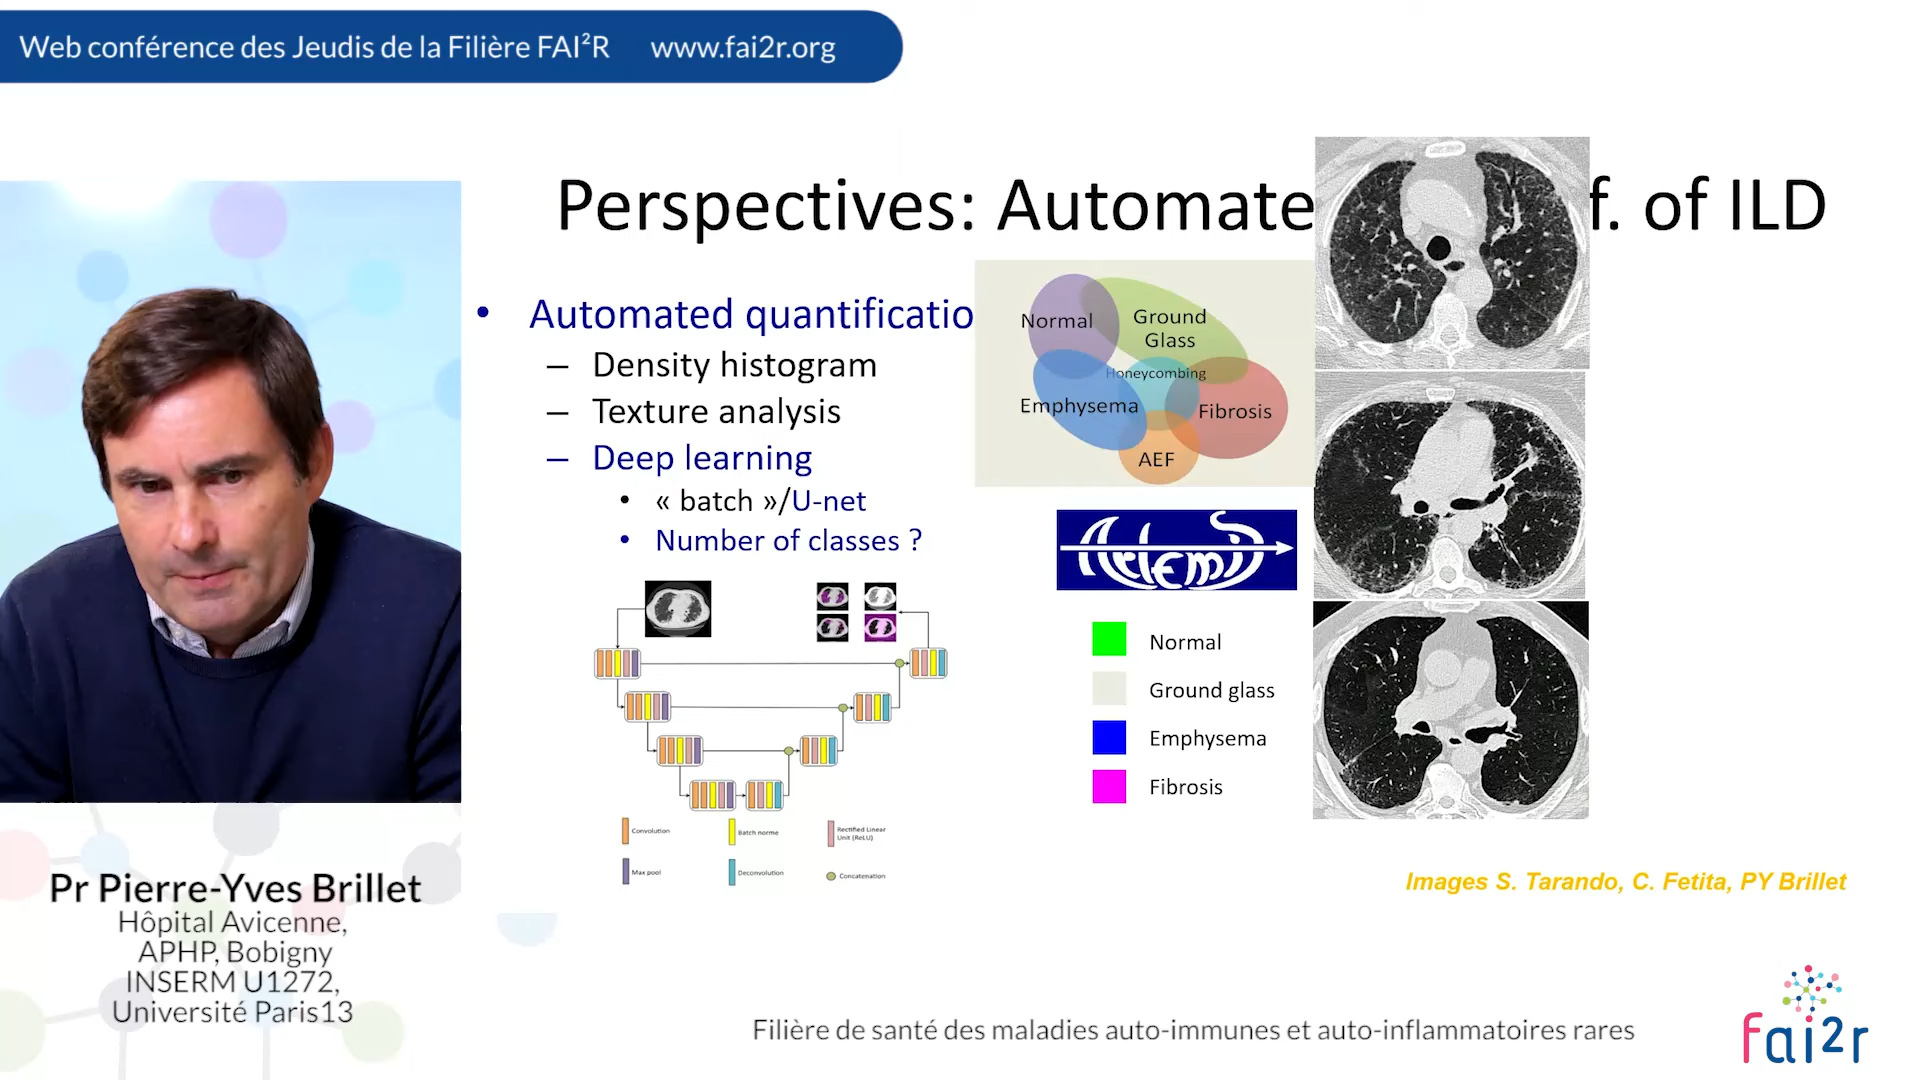 Web conférence des Jeudis de la Filière FAI²R www.fai2r.org
Perspectives: Automate f. of ILD
• Automated quantificatio
– Density histogram
– Texture analysis
– Deep learning
• « batch »/U-net
• Number of classes ?
Normal
Ground
Glass
Honeycombing
Emphysema
Fibrosis
AEF
Artemis
Normal
Ground glass
Emphysema
Fibrosis
Convolution
Batch norme
Rectified Linear
Unit (ReLU)
Max pool
Deconvolution
Concatenation
Images S. Tarando, C. Fetita, PY Brillet
Pr Pierre-Yves Brillet
Hôpital Avicenne,
APHP, Bobigny
INSERM U1272,
Université Paris13
Filière de santé des maladies auto-immunes et auto-inflammatoires rares
fai2r